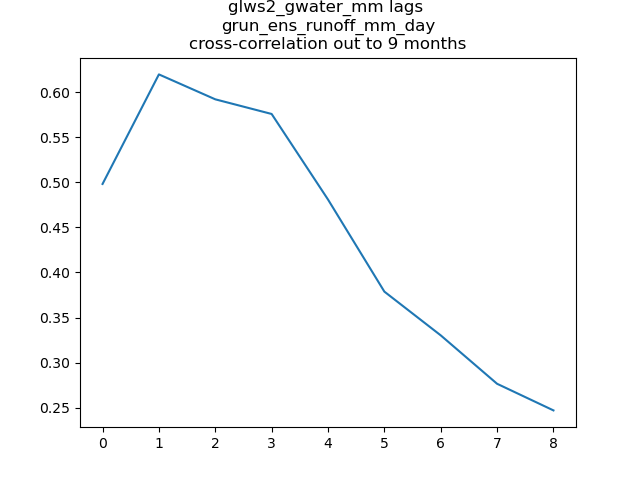 glws2_gwater_mm lags
grun_ens_runoff_mm_day
cross-correlation out to 9 months
0.60
0.55
0.50
0.45
0.40
0.35
0.30
0.25
0 1 2 3 4 5 6 7 8